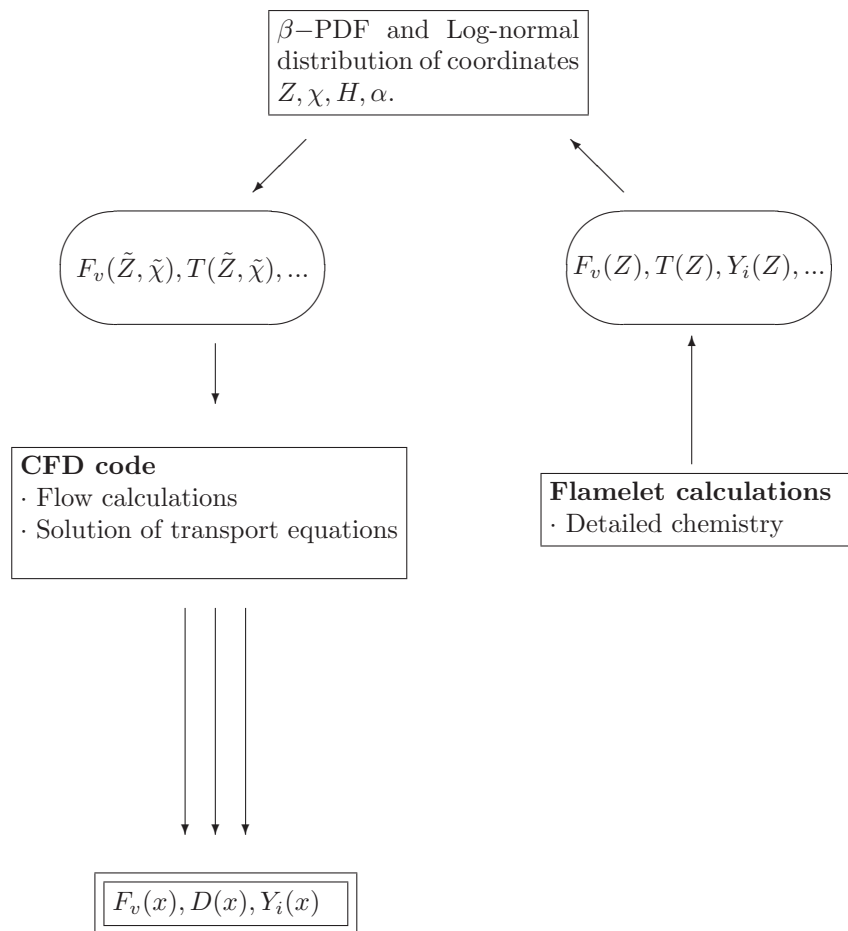 β−PDF and Log-normal
distribution of coordinates
Z, χ, H, α.
F_v(Z̃, χ̃), T(Z̃, χ̃), ...
F_v(Z), T(Z), Y_i(Z), ...
CFD code
· Flow calculations
· Solution of transport equations
Flamelet calculations
· Detailed chemistry
F_v(x), D(x), Y_i(x)